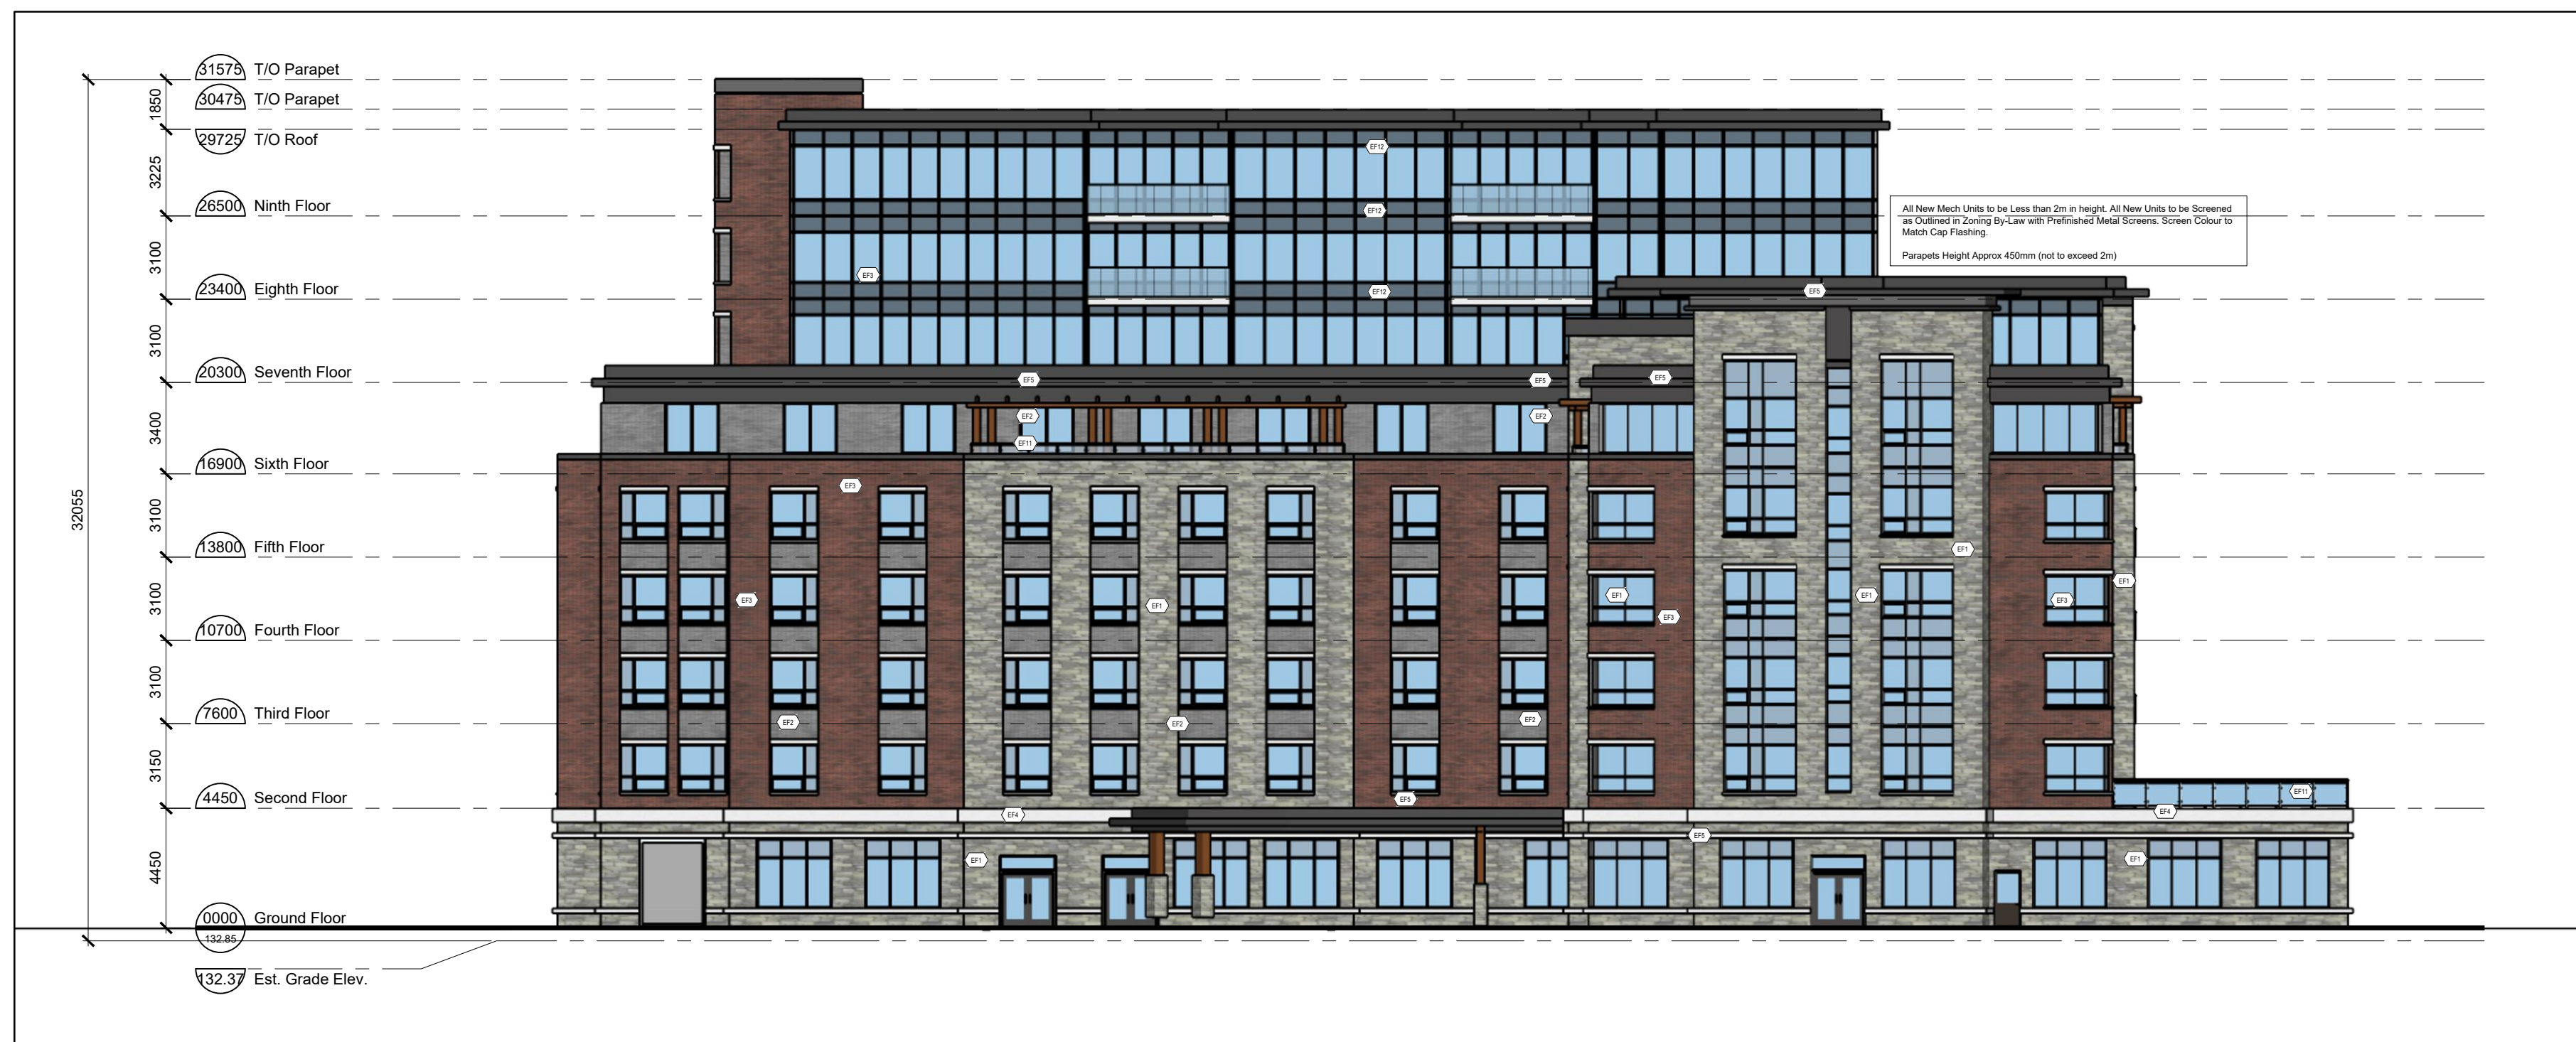 31575 T/O Parapet
1850
30475 T/O Parapet
29725 T/O Roof
3225
26500 Ninth Floor
3100
23400 Eighth Floor
3100
20300 Seventh Floor
3400
16900 Sixth Floor
3100
13800 Fifth Floor
3100
10700 Fourth Floor
3100
7600 Third Floor
3150
4450 Second Floor
4450
0000 Ground Floor
132.85
132.37 Est. Grade Elev.
32055
EF12
EF12
EF3
EF12
EF5
All New Mech Units to be Less than 2m in height. All New Units to be Screened
as Outlined in Zoning By-Law with Prefinished Metal Screens. Screen Colour to
Match Cap Flashing.
Parapets Height Approx 450mm (not to exceed 2m)
EF5
EF5
EF5
EF2
EF2
EF11
EF3
EF1
EF1
EF3
EF1
EF1
EF1
EF3
EF3
EF2
EF2
EF2
EF11
EF5
EF4
EF4
EF5
EF1
EF1